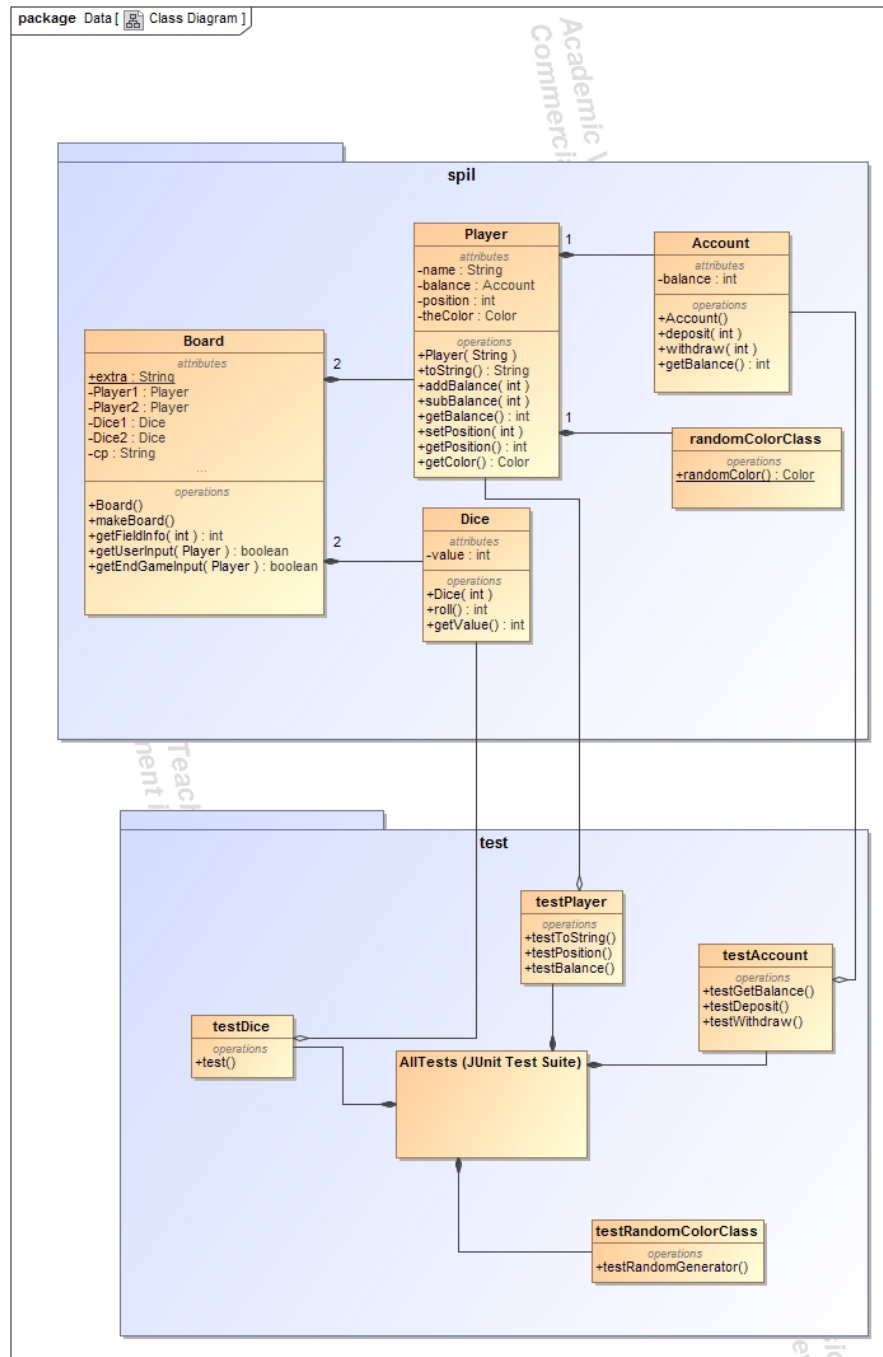 package Data [ Class Diagram ]
Academic
Commerci
spil
Player
attributes
-name : String
-balance : Account
-position : int
-theColor : Color
operations
+Player( String )
+toString() : String
+addBalance( int )
+subBalance( int )
+getBalance() : int
+setPosition( int )
+getPosition() : int
+getColor() : Color
1
1
Account
attributes
-balance : int
operations
+Account()
+deposit( int )
+withdraw( int )
+getBalance() : int
Board
attributes
+extra : String
-Player1 : Player
-Player2 : Player
-Dice1 : Dice
-Dice2 : Dice
-cp : String
...
operations
+Board()
+makeBoard()
+getFieldInfo( int ) : int
+getUserInput( Player ) : boolean
+getEndGameInput( Player ) : boolean
2
2
randomColorClass
operations
+randomColor() : Color
Dice
attributes
-value : int
operations
+Dice( int )
+roll() : int
+getValue() : int
Teach
ment i
test
testPlayer
operations
+testToString()
+testPosition()
+testBalance()
testAccount
operations
+testGetBalance()
+testDeposit()
+testWithdraw()
testDice
operations
+test()
AllTests (JUnit Test Suite)
testRandomColorClass
operations
+testRandomGenerator()